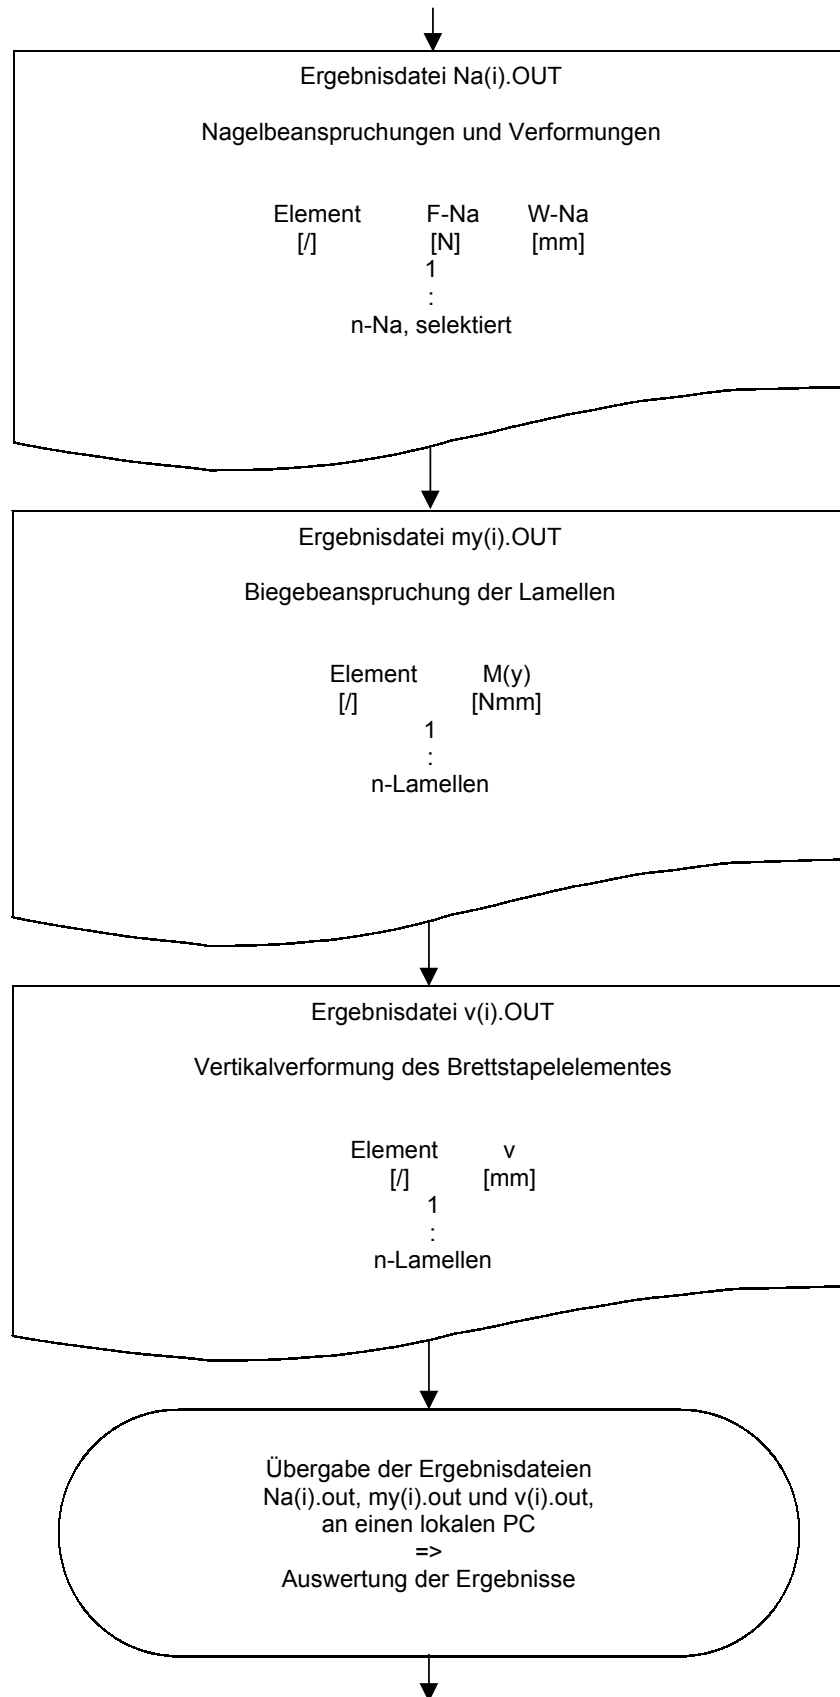 Ergebnisdatei Na(i).OUT
Nagelbeanspruchungen und Verformungen
Element F-Na W-Na
[/] [N] [mm]
1
:
n-Na, selektiert
Ergebnisdatei my(i).OUT
Biegebeanspruchung der Lamellen
Element M(y)
[/] [Nmm]
1
:
n-Lamellen
Ergebnisdatei v(i).OUT
Vertikalverformung des Brettstapelelementes
Element v
[/] [mm]
1
:
n-Lamellen
Übergabe der Ergebnisdateien
Na(i).out, my(i).out und v(i).out,
an einen lokalen PC
=>
Auswertung der Ergebnisse